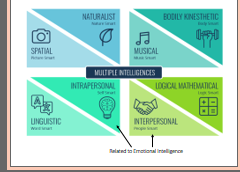 NATURALIST
Nature Smart
SPATIAL
Picture Smart
BODILY KINESTHETIC
Body Smart
MUSICAL
Music Smart
MULTIPLE INTELLIGENCES
INTRAPERSONAL
Self Smart
LINGUISTIC
Word Smart
LOGICAL MATHEMATICAL
Logic Smart
INTERPERSONAL
People Smart
Related to Emotional Intelligence